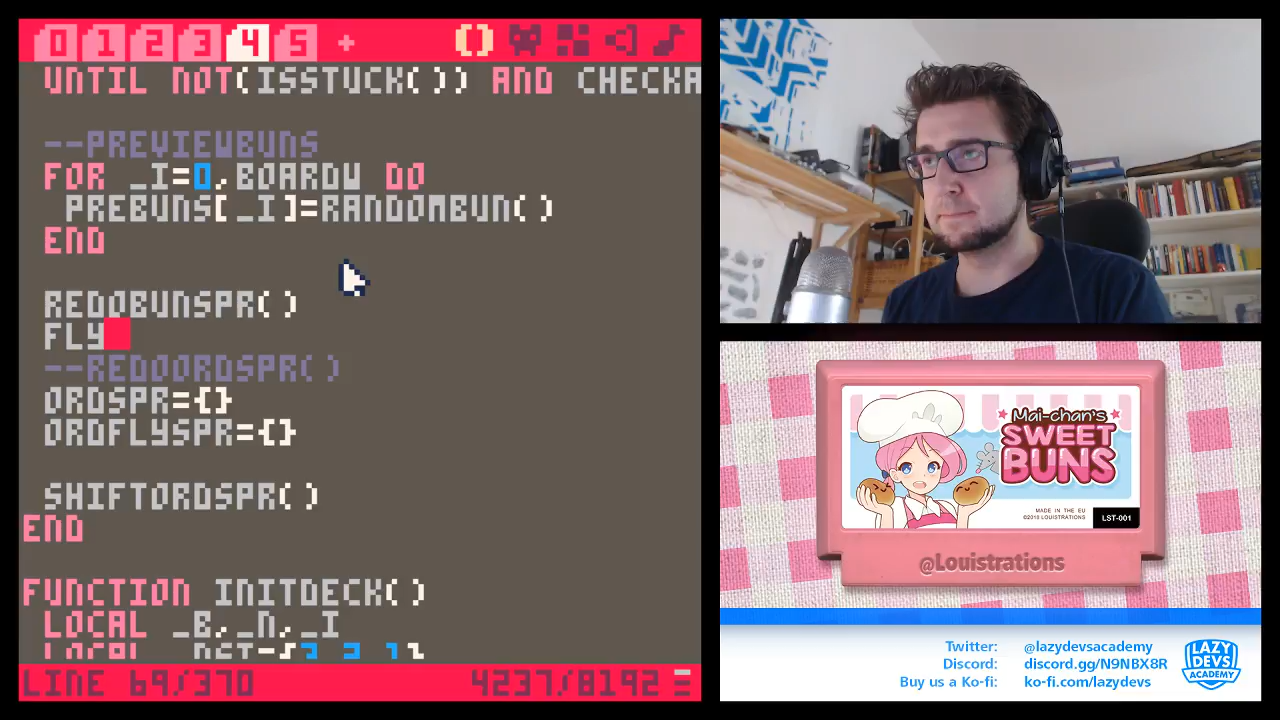 0 1 2 3 4 5 +
UNTIL NOT(ISSTUCK()) AND CHECKA
--PREVIEWBUNS
FOR _I=0,BOARDW DO
PREBUNS[_I]=RANDOMBUN()
END
REDOBUNSPR()
FLY
--REDOORDSPR()
ORDSPR={}
ORDFLYSPR={}
SHIFTORDSPR()
END
FUNCTION INITDECK()
LOCAL _B,_N,_I
LINE 69/370 4237/8192
Mai-chan's
SWEET
BUNS
MADE IN THE EU
©2019 LOUISTRATIONS
LST-001
@Louistrations
Twitter: @lazydevsacademy
Discord: discord.gg/N9NBX8R
Buy us a Ko-fi: ko-fi.com/lazydevs
LAZY
DEVS
ACADEMY